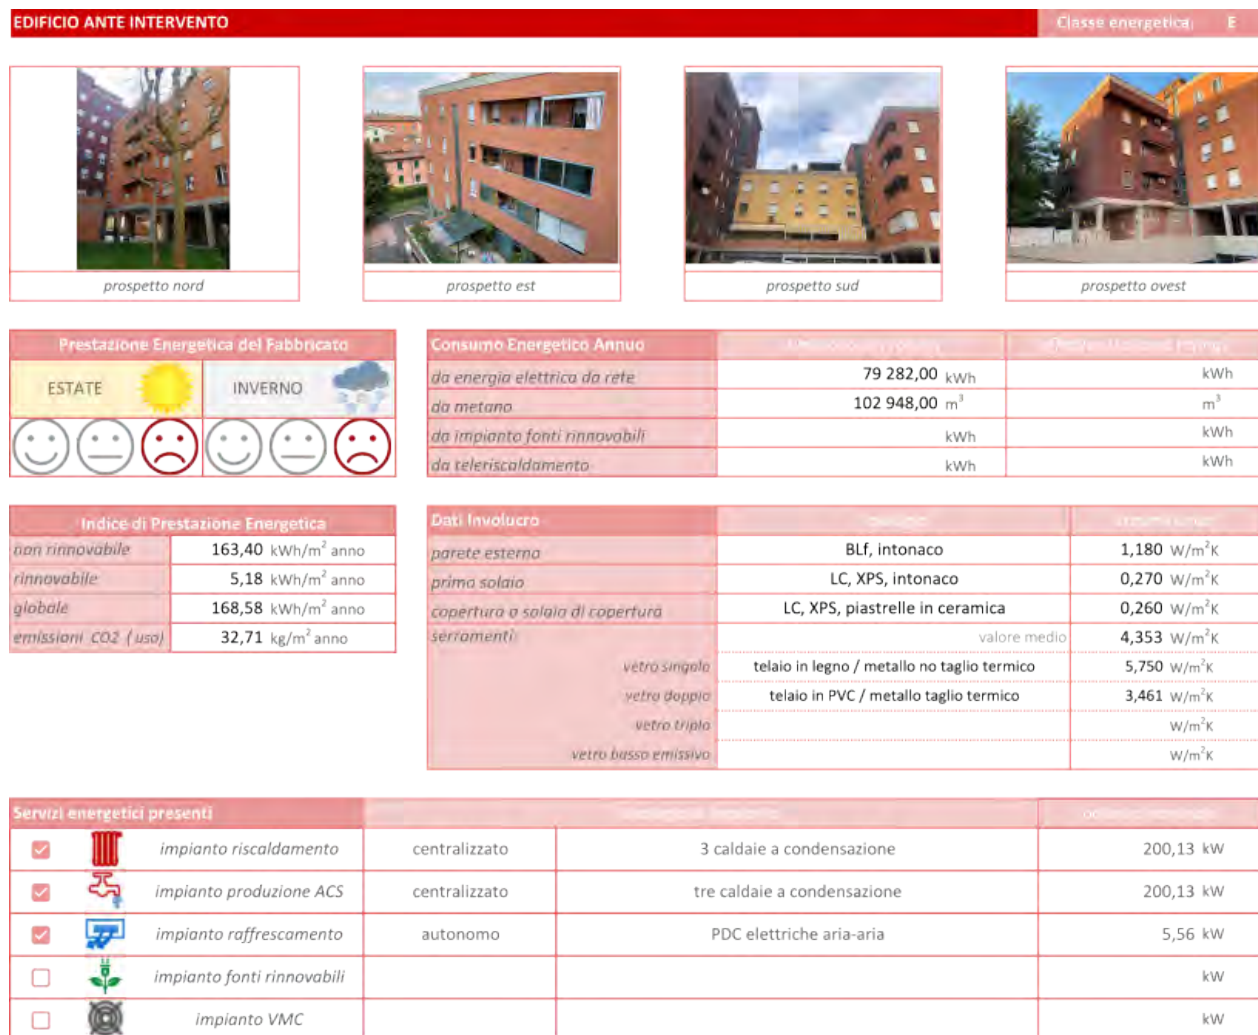 EDIFICIO ANTE INTERVENTO Classe energetica: E
prospetto nord prospetto est prospetto sud prospetto ovest
Prestazione Energetica del Fabbricato
ESTATE INVERNO
Consumo Energetico Annuo
da energia elettrica da rete 79 282,00 kWh kWh
da metano 102 948,00 m³ m³
da impianto fonti rinnovabili kWh kWh
da teleriscaldamento kWh kWh
Indice di Prestazione Energetica
non rinnovabile 163,40 kWh/m² anno
rinnovabile 5,18 kWh/m² anno
globale 168,58 kWh/m² anno
emissioni CO2 (uso) 32,71 kg/m² anno
Dati Involucro
parete esterna BLf, intonaco 1,180 W/m²K
primo solaio LC, XPS, intonaco 0,270 W/m²K
copertura o solaio di copertura LC, XPS, piastrelle in ceramica 0,260 W/m²K
serramenti: valore medio 4,353 W/m²K
vetro singolo telaio in legno / metallo no taglio termico 5,750 W/m²K
vetro doppio telaio in PVC / metallo taglio termico 3,461 W/m²K
vetro triplo W/m²K
vetro basso emissivo W/m²K
Servizi energetici presenti
impianto riscaldamento centralizzato 3 caldaie a condensazione 200,13 kW
impianto produzione ACS centralizzato tre caldaie a condensazione 200,13 kW
impianto raffrescamento autonomo PDC elettriche aria-aria 5,56 kW
impianto fonti rinnovabili kW
impianto VMC kW